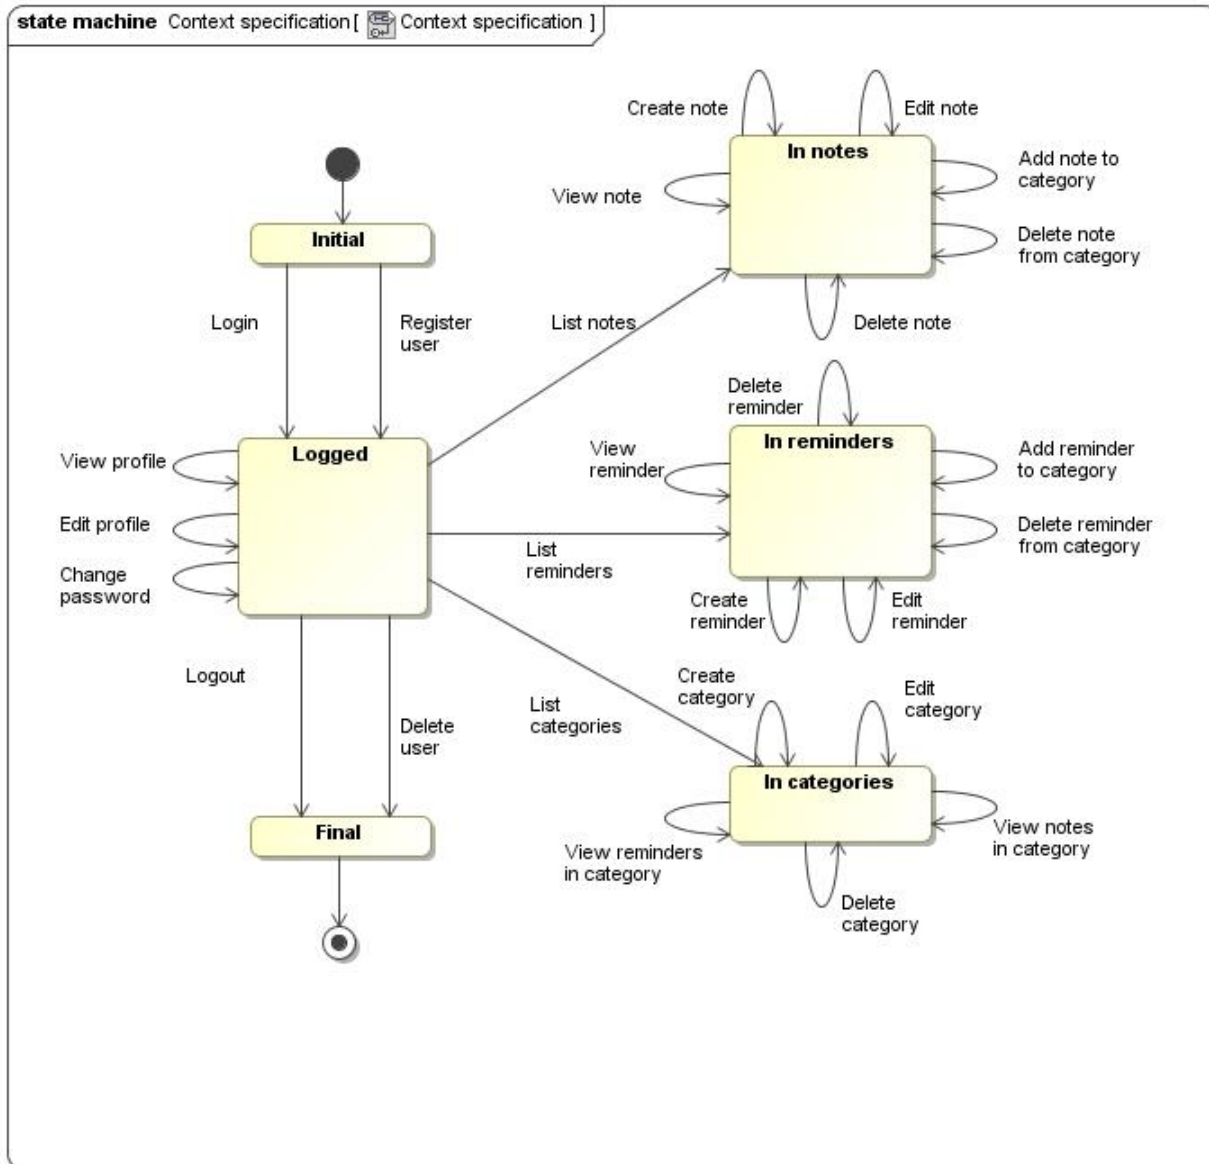 state machine Context specification [ Context specification ]
Create note
Edit note
In notes
Add note to
category
View note
Delete note
from category
Initial
Login
Register
user
List notes
Delete note
Delete
reminder
In reminders
View
reminder
Add reminder
to category
Logged
View profile
Edit profile
Change
password
Delete reminder
from category
List
reminders
Create
reminder
Edit
reminder
Logout
Create
category
Edit
category
List
categories
Delete
user
In categories
Final
View notes
in category
View reminders
in category
Delete
category